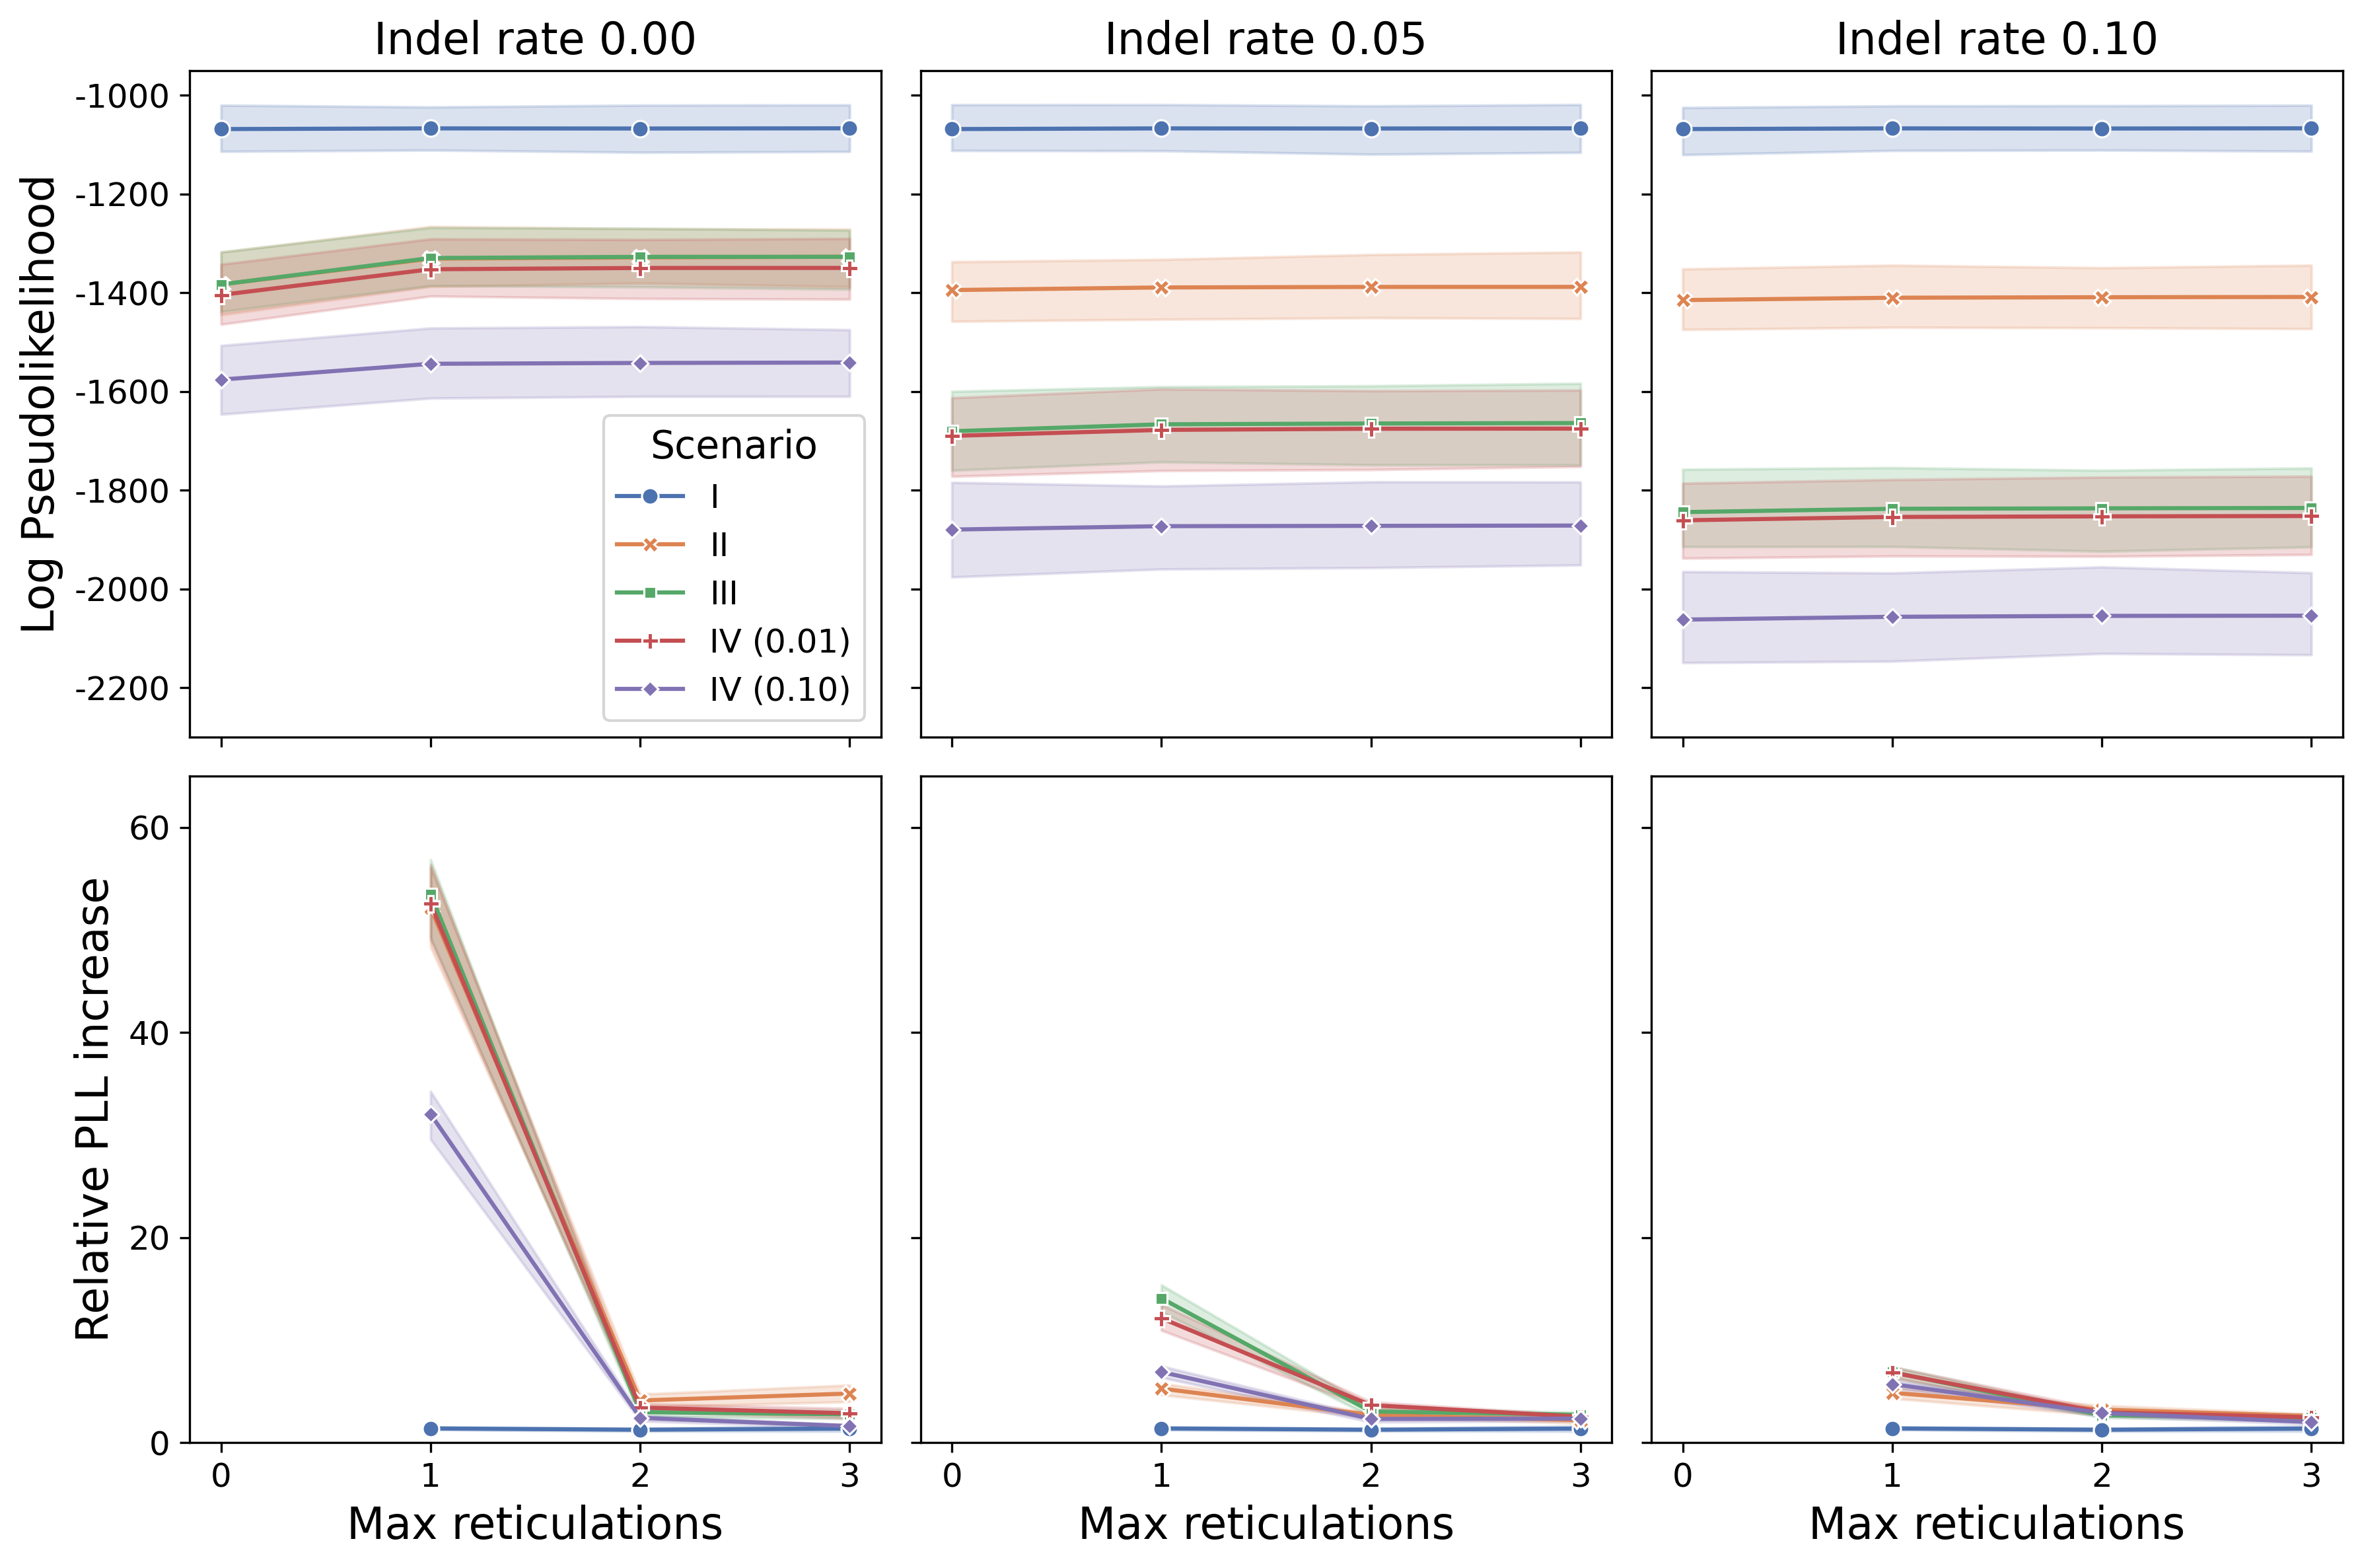 Indel rate 0.00
Indel rate 0.05
Indel rate 0.10
Log Pseudolikelihood
-1000
-1200
-1400
-1600
-1800
-2000
-2200
Scenario
I
II
III
IV (0.01)
IV (0.10)
Relative PLL increase
60
40
20
0
0 1 2 3
0 1 2 3
0 1 2 3
Max reticulations
Max reticulations
Max reticulations